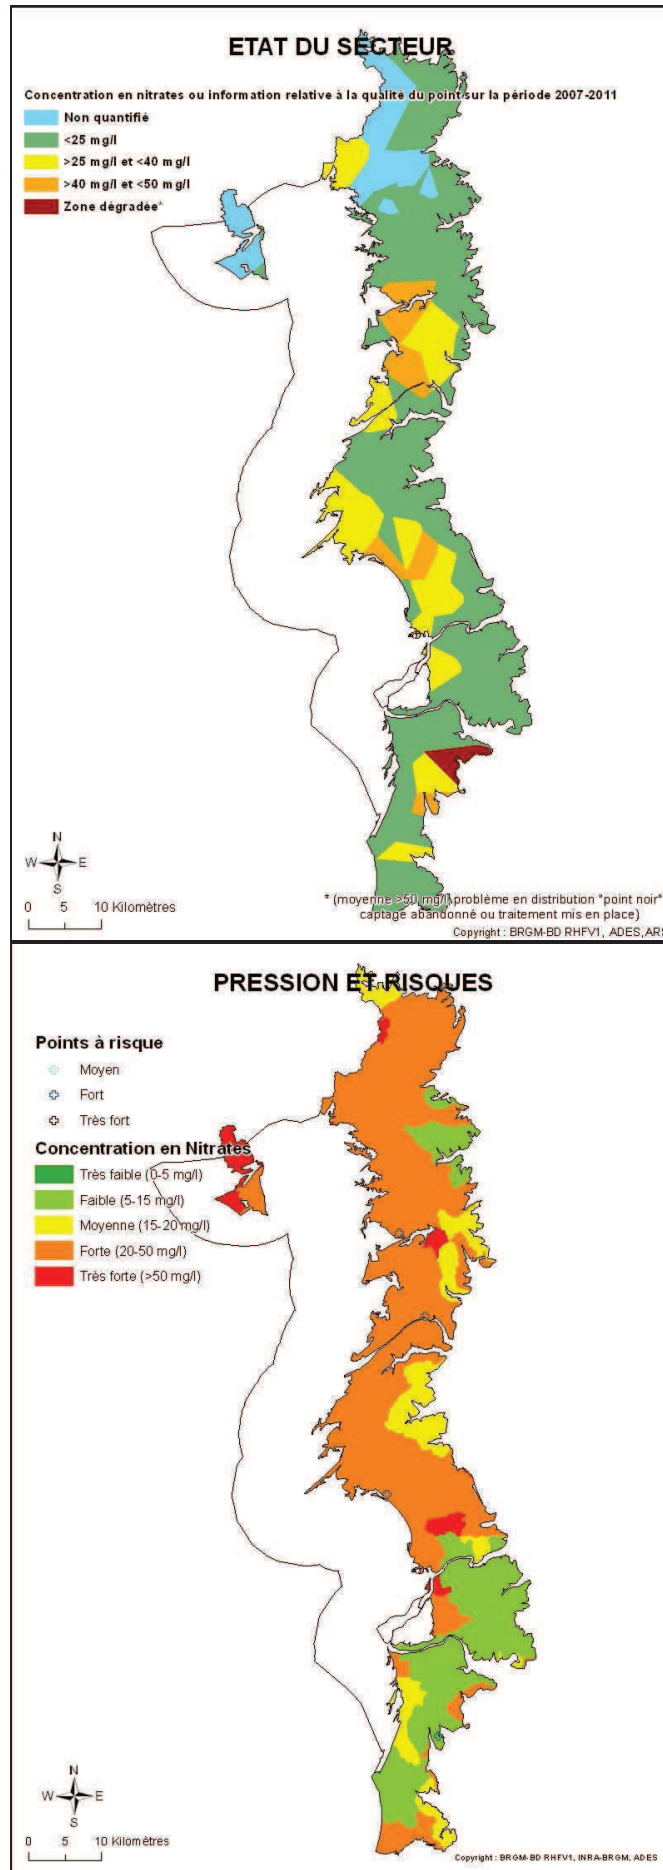 ETAT DU SECTEUR
Concentration en nitrates ou information relative à la qualité du point sur la période 2007-2011
Non quantifié
<25 mg/l
>25 mg/l et <40 mg/l
>40 mg/l et <50 mg/l
Zone dégradée*
N
W E
S
0 5 10 Kilomètres
* (moyenne >50 mg/l, problème en distribution "point noir"
captage abandonné ou traitement mis en place)
Copyright : BRGM-BD RHFV1, ADES, ARS
PRESSION ET RISQUES
Points à risque
Moyen
Fort
Très fort
Concentration en Nitrates
Très faible (0-5 mg/l)
Faible (5-15 mg/l)
Moyenne (15-20 mg/l)
Forte (20-50 mg/l)
Très forte (>50 mg/l)
N
W E
S
0 5 10 Kilomètres
Copyright : BRGM-BD RHFV1, INRA-BRGM, ADES